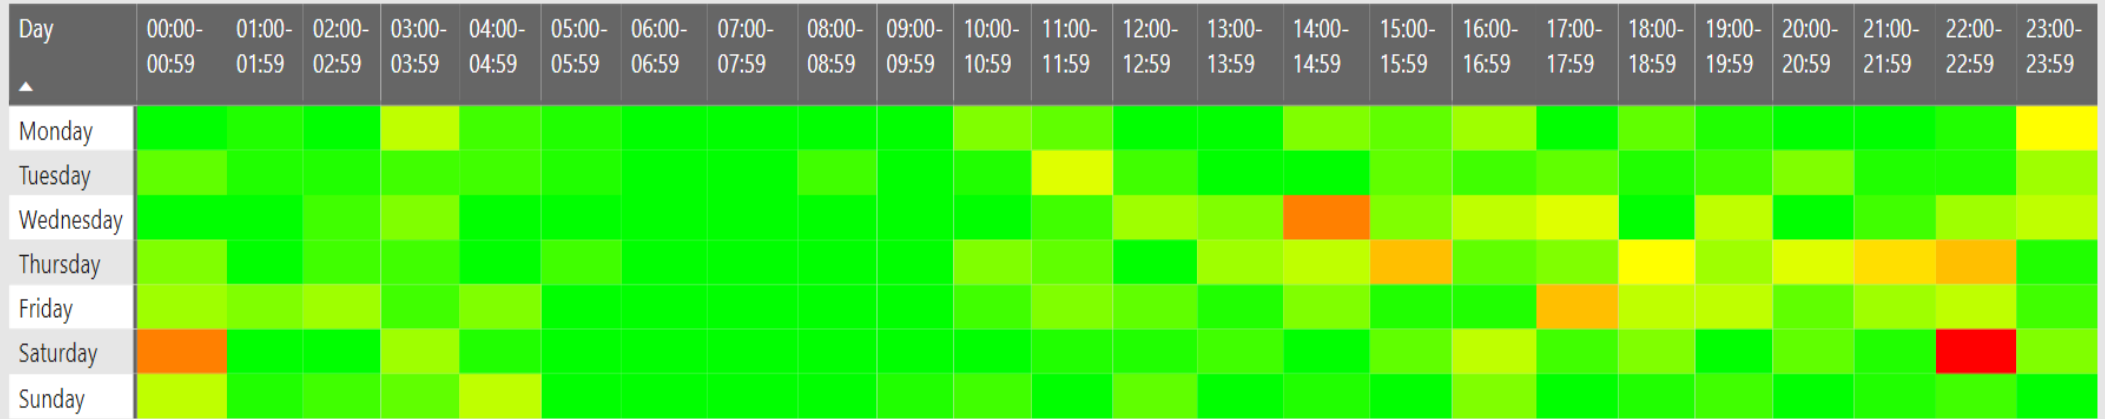 Day 00:00- 01:00- 02:00- 03:00- 04:00- 05:00- 06:00- 07:00- 08:00- 09:00- 10:00- 11:00- 12:00- 13:00- 14:00- 15:00- 16:00- 17:00- 18:00- 19:00- 20:00- 21:00- 22:00- 23:00-
00:59 01:59 02:59 03:59 04:59 05:59 06:59 07:59 08:59 09:59 10:59 11:59 12:59 13:59 14:59 15:59 16:59 17:59 18:59 19:59 20:59 21:59 22:59 23:59
Monday
Tuesday
Wednesday
Thursday
Friday
Saturday
Sunday